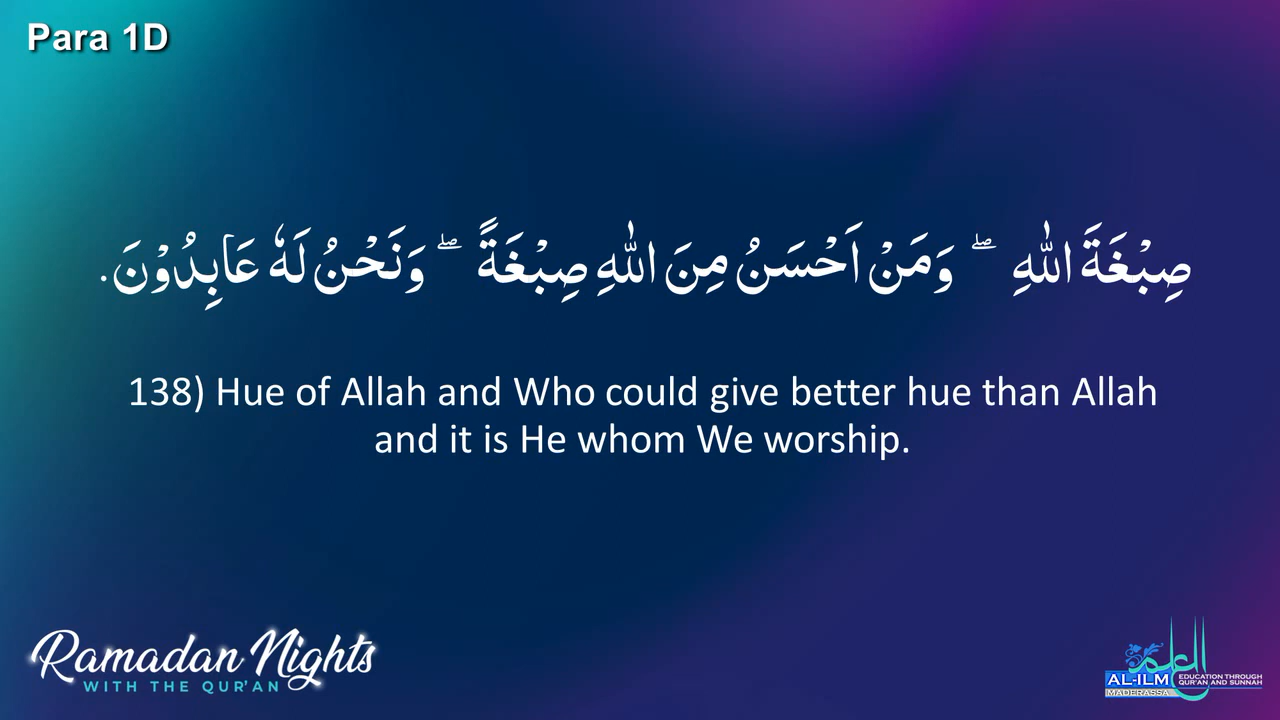 Para 1D
صِبْغَةَ اللّٰهِ ۖ وَمَنْ اَحْسَنُ مِنَ اللّٰهِ صِبْغَةً ۖ وَنَحْنُ لَهٗ عَابِدُوْنَ.
138) Hue of Allah and Who could give better hue than Allah
and it is He whom We worship.
Ramadan Nights
WITH THE QUR'AN
العلم
AL-ILM
MADERASSA
EDUCATION THROUGH
QUR'AN AND SUNNAH